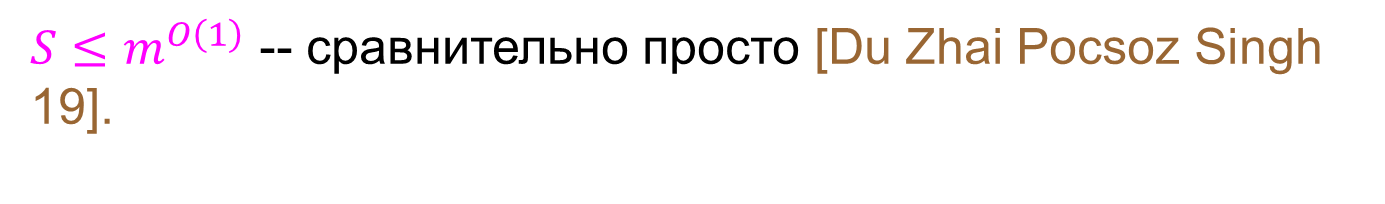 S ≤ m^{O(1)} -- сравнительно просто [Du Zhai Pocsoz Singh
19].